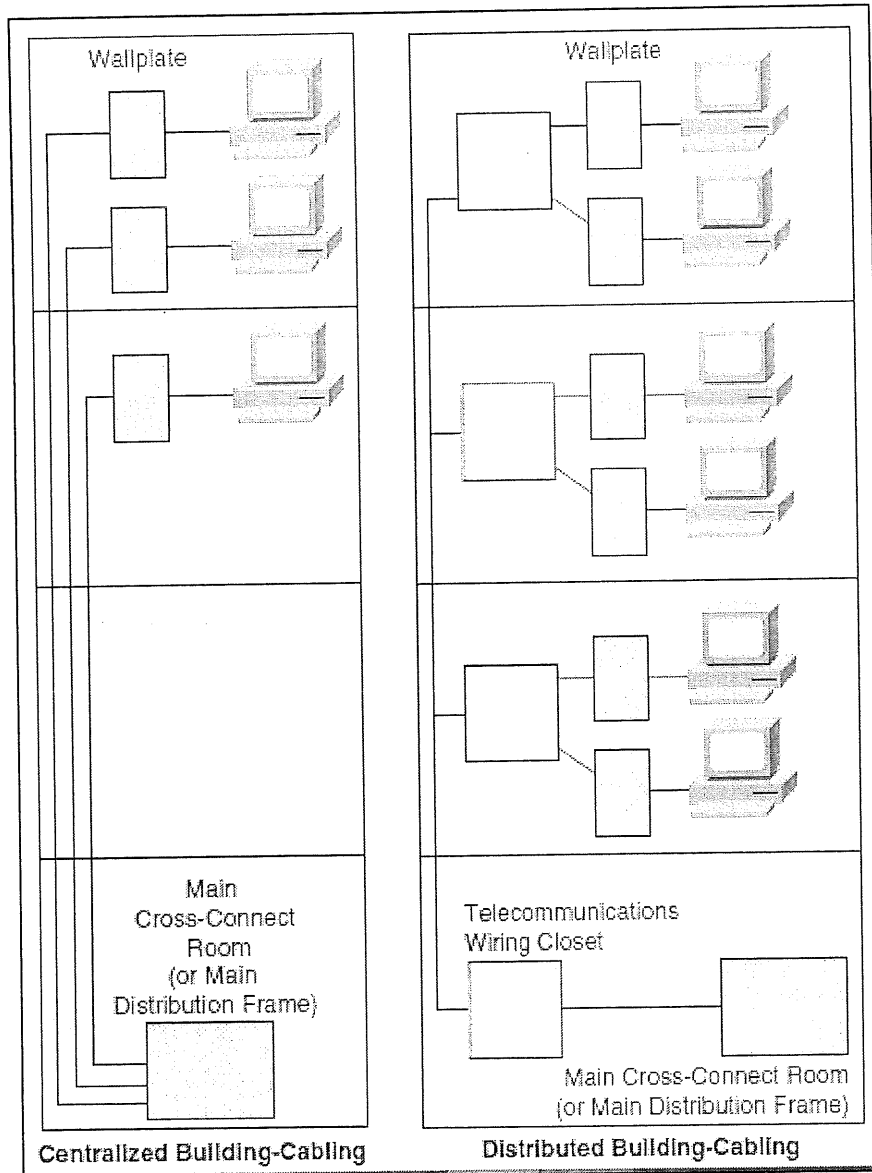 Wallplate
Main
Cross-Connect
Room
(or Main
Distribution Frame)
Centralized Building-Cabling
Wallplate
Telecommunications
Wiring Closet
Main Cross-Connect Room
(or Main Distribution Frame)
Distributed Building-Cabling